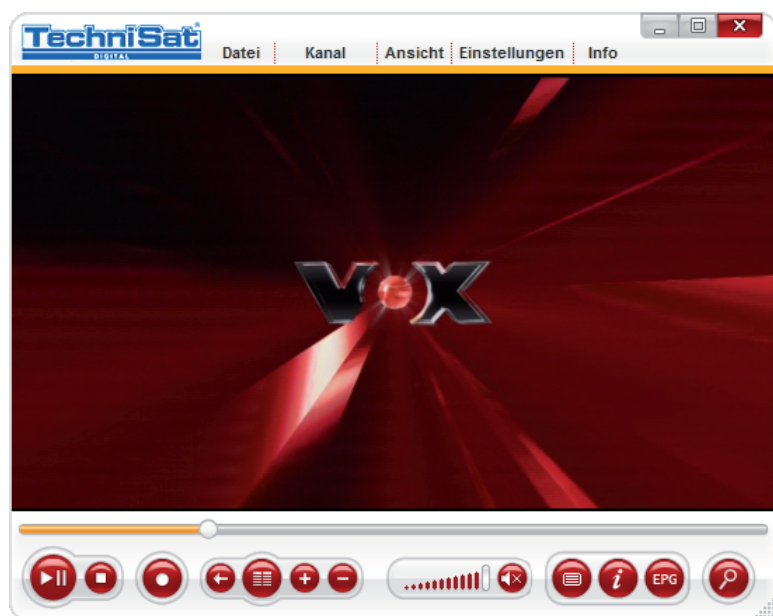 TechniSat
DIGITAL
Datei Kanal Ansicht Einstellungen Info
VOX
i EPG